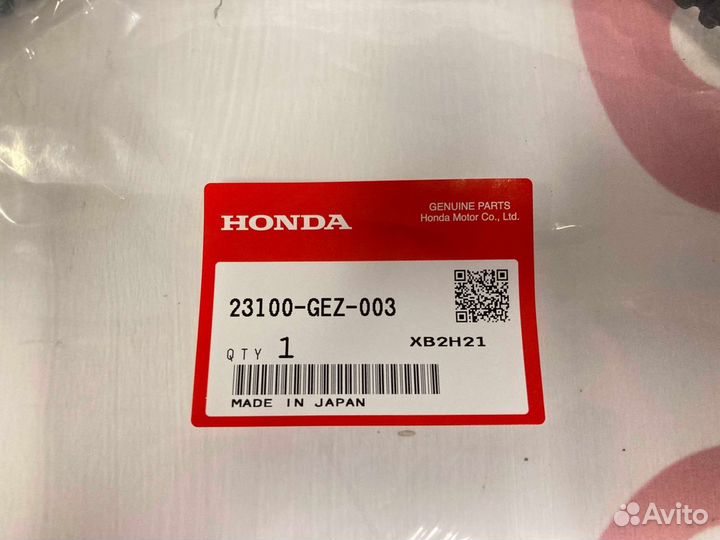 HONDA
GENUINE PARTS
Honda Motor Co., Ltd.
23100-GEZ-003
QTY 1
XB2H21
MADE IN JAPAN
Avito